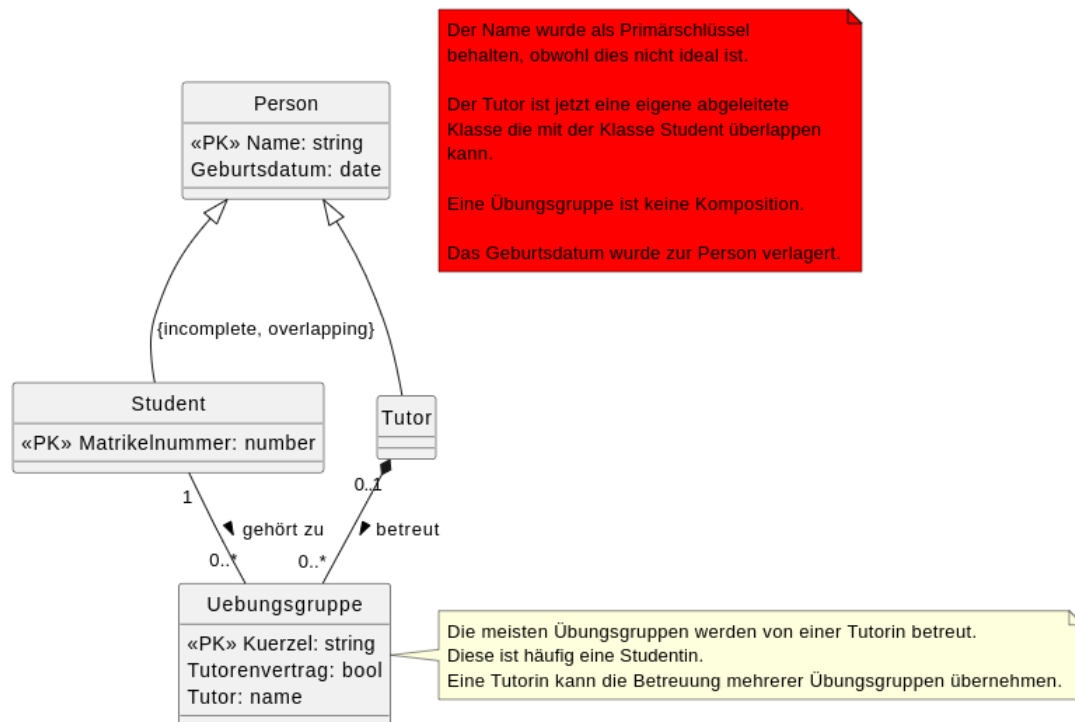 Der Name wurde als Primärschlüssel
behalten, obwohl dies nicht ideal ist.
Der Tutor ist jetzt eine eigene abgeleitete
Klasse die mit der Klasse Student überlappen
kann.
Eine Übungsgruppe ist keine Komposition.
Das Geburtsdatum wurde zur Person verlagert.
Person
«PK» Name: string
Geburtsdatum: date
{incomplete, overlapping}
Student
«PK» Matrikelnummer: number
Tutor
1
0..1
gehört zu
betreut
0..*
0..*
Uebungsgruppe
«PK» Kuerzel: string
Tutorenvertrag: bool
Tutor: name
Die meisten Übungsgruppen werden von einer Tutorin betreut.
Diese ist häufig eine Studentin.
Eine Tutorin kann die Betreuung mehrerer Übungsgruppen übernehmen.